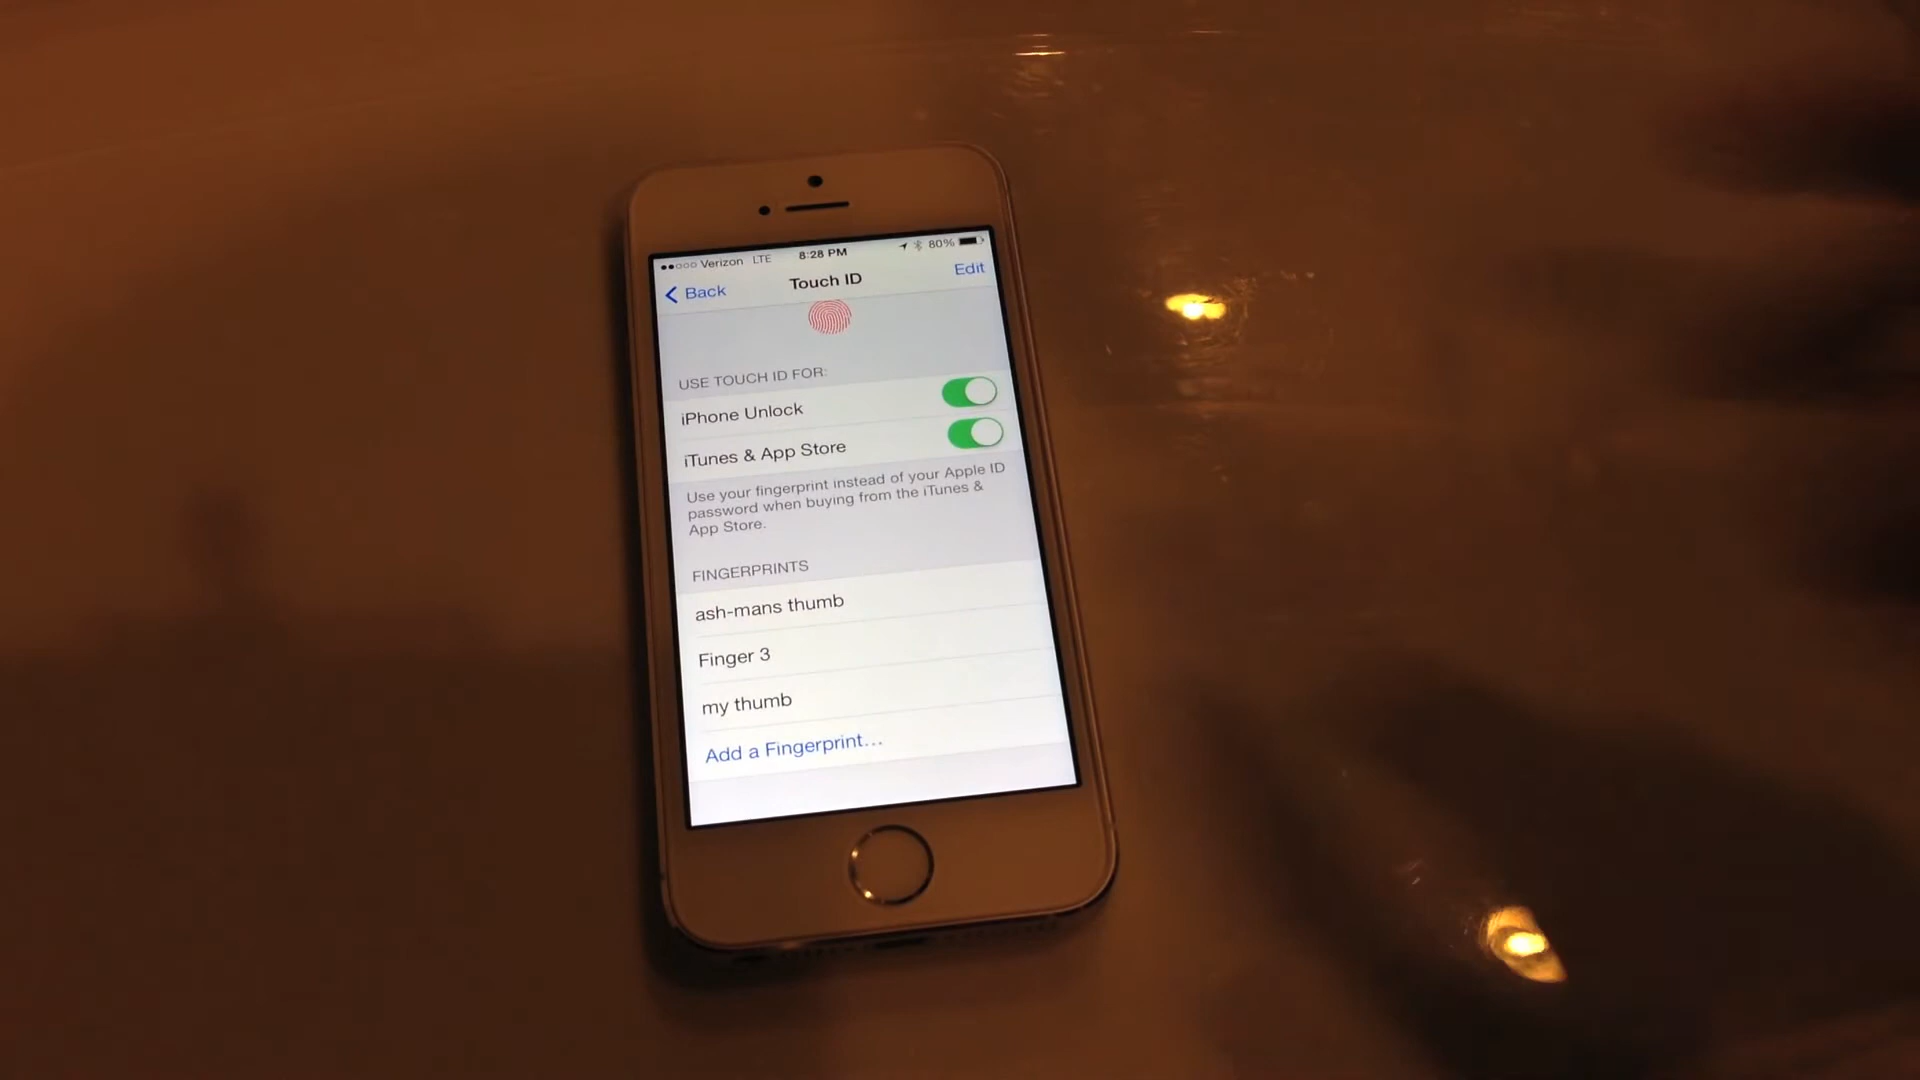 Verizon LTE 8:28 PM 80%
Back Touch ID Edit
USE TOUCH ID FOR:
iPhone Unlock
iTunes & App Store
Use your fingerprint instead of your Apple ID
password when buying from the iTunes &
App Store.
FINGERPRINTS
ash-mans thumb
Finger 3
my thumb
Add a Fingerprint...